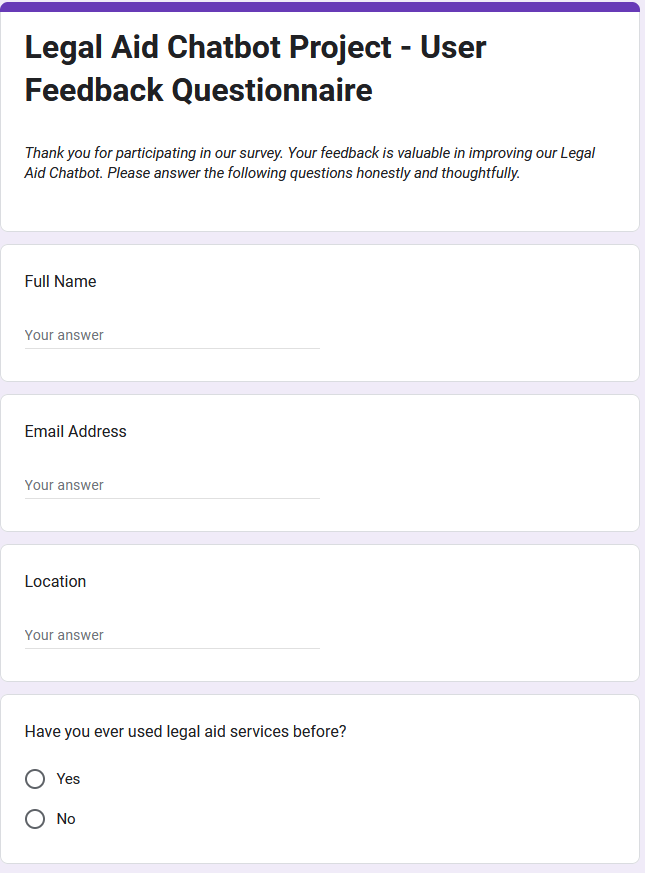 Legal Aid Chatbot Project - User
Feedback Questionnaire
Thank you for participating in our survey. Your feedback is valuable in improving our Legal
Aid Chatbot. Please answer the following questions honestly and thoughtfully.
Full Name
Your answer
Email Address
Your answer
Location
Your answer
Have you ever used legal aid services before?
Yes
No